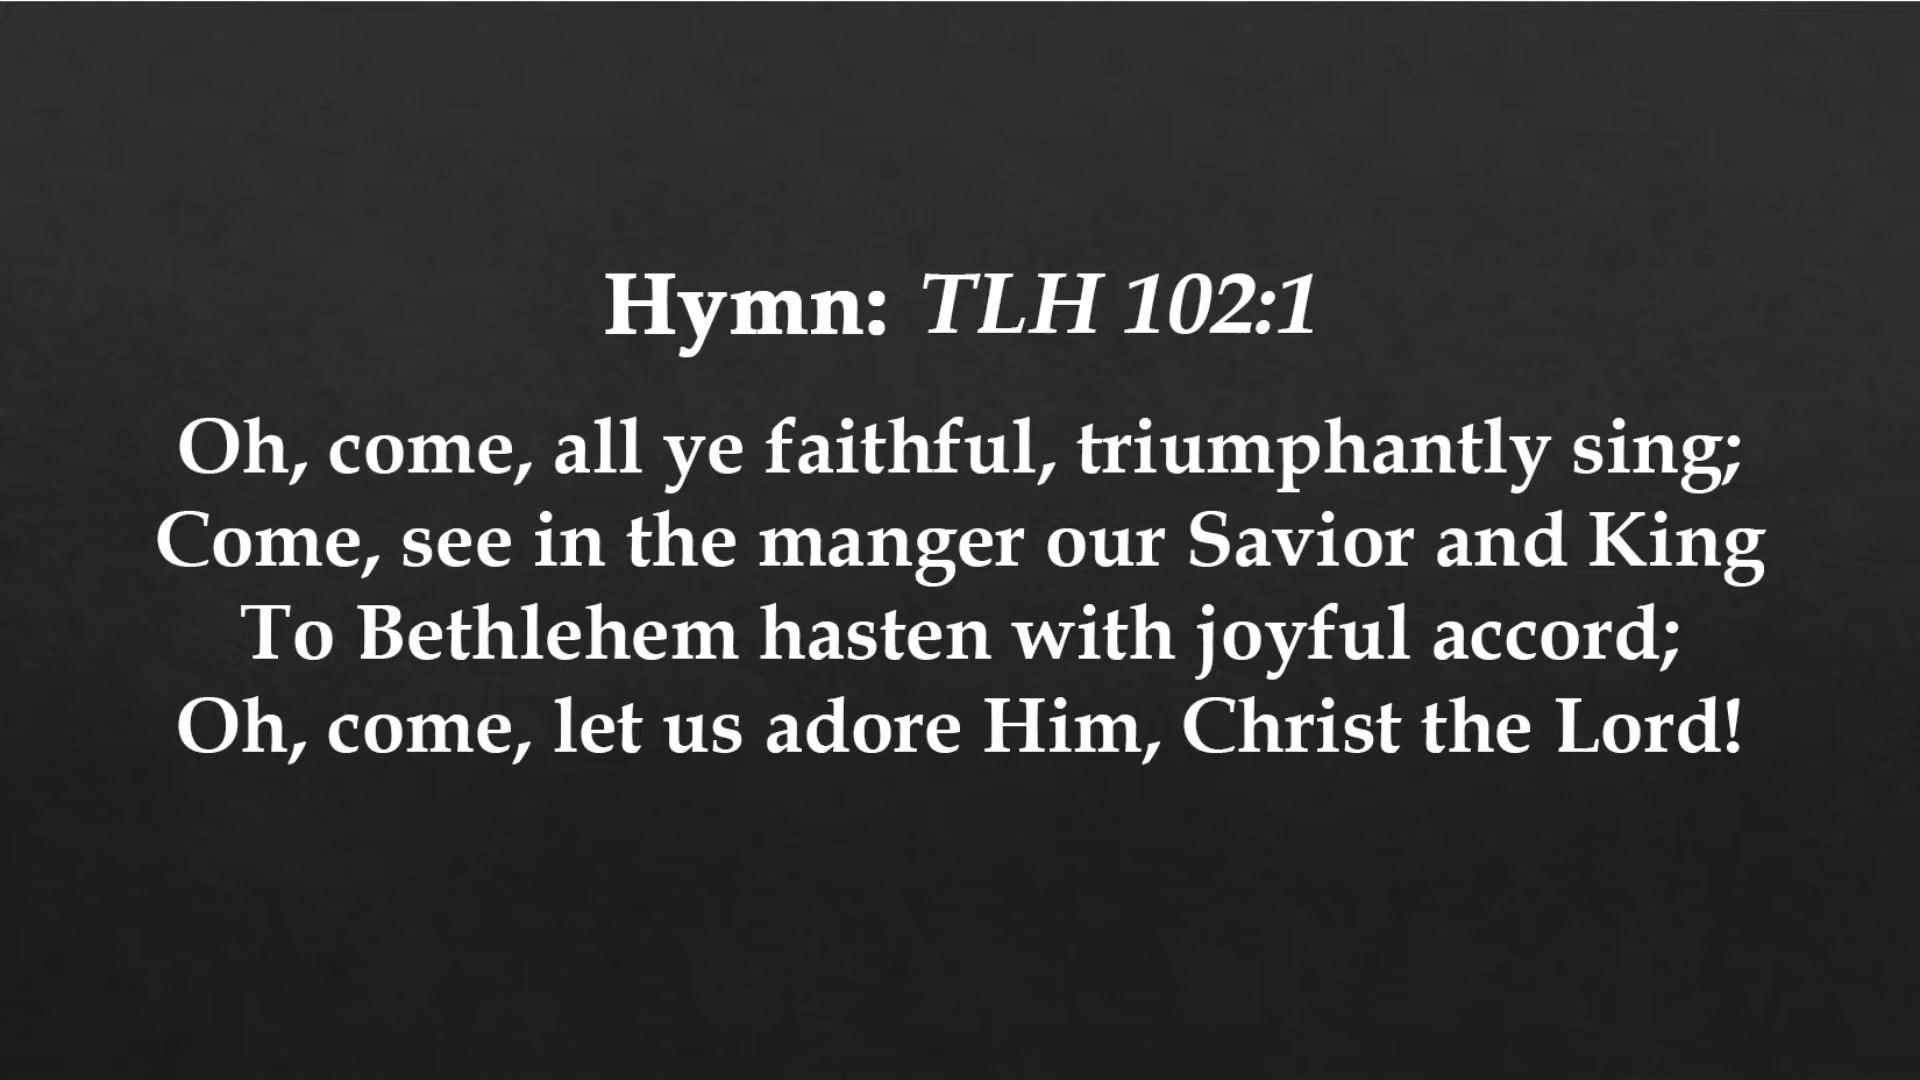 Hymn: TLH 102:1
Oh, come, all ye faithful, triumphantly sing;
Come, see in the manger our Savior and King
To Bethlehem hasten with joyful accord;
Oh, come, let us adore Him, Christ the Lord!